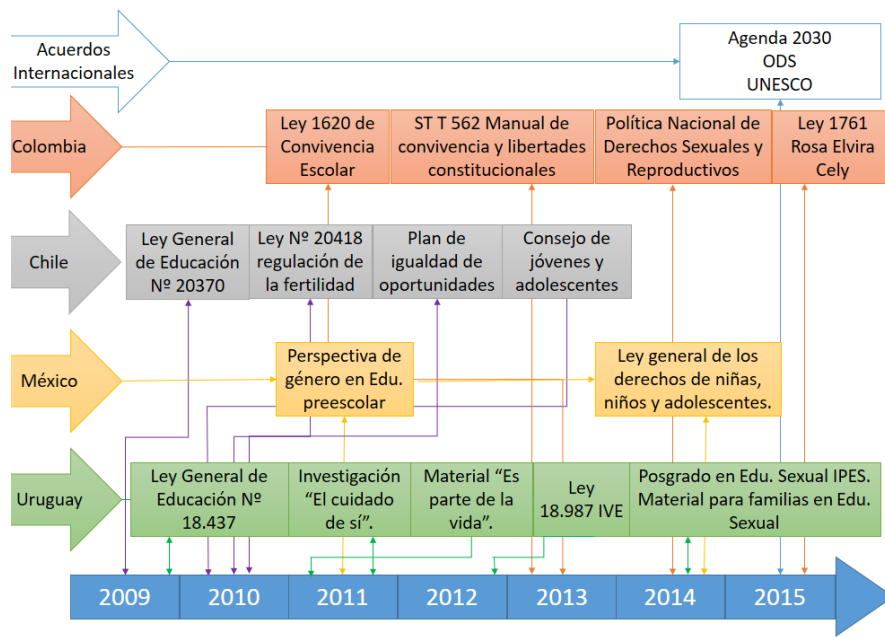 Acuerdos
Internacionales
Agenda 2030
ODS
UNESCO
Colombia
Ley 1620 de
Convivencia
Escolar
ST T 562 Manual de
convivencia y libertades
constitucionales
Política Nacional de
Derechos Sexuales y
Reproductivos
Ley 1761
Rosa Elvira
Cely
Chile
Ley General
de Educación
Nº 20370
Ley Nº 20418
regulación de
la fertilidad
Plan de
igualdad de
oportunidades
Consejo de
jóvenes y
adolescentes
México
Perspectiva de
género en Edu.
preescolar
Ley general de los
derechos de niñas,
niños y adolescentes.
Uruguay
Ley General de
Educación Nº
18.437
Investigación
“El cuidado
de sí”.
Material “Es
parte de la
vida”.
Ley
18.987 IVE
Posgrado en Edu. Sexual IPES.
Material para familias en Edu.
Sexual
2009
2010
2011
2012
2013
2014
2015